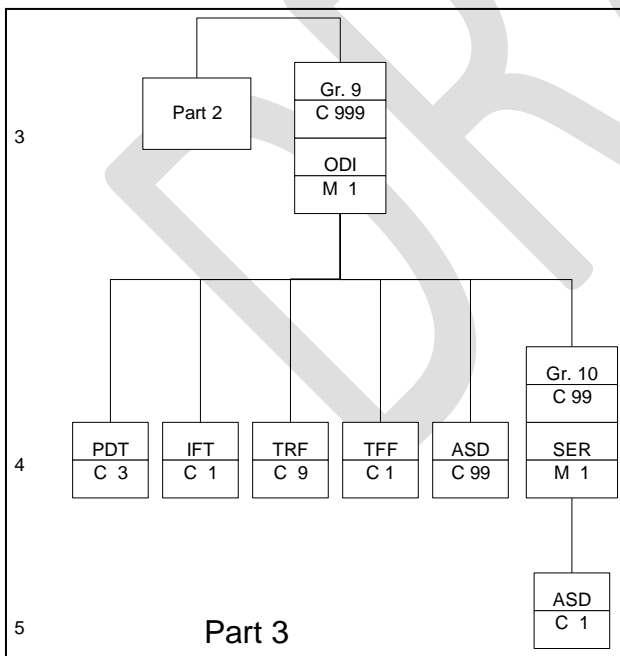 Gr. 9
Part 2
C 999
3
ODI
M 1
Gr. 10
C 99
PDT IFT TRF TFF ASD SER
4
C 3 C 1 C 9 C 1 C 99 M 1
ASD
C 1
5
Part 3